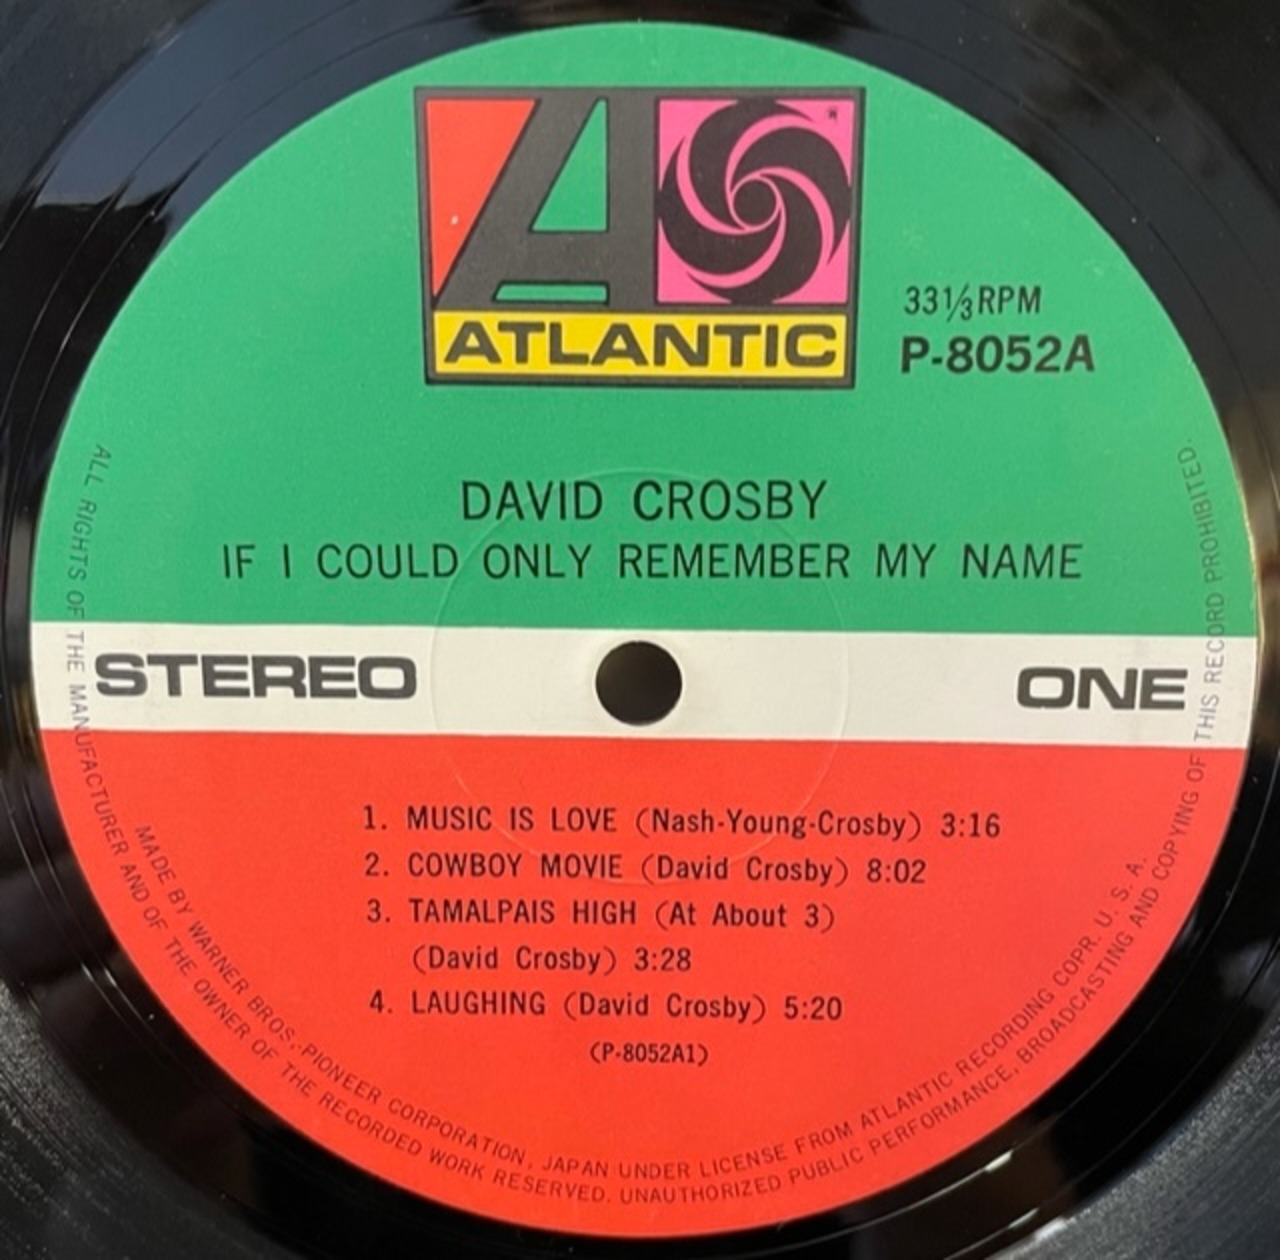 ATLANTIC
33⅓RPM
P-8052A
DAVID CROSBY
IF I COULD ONLY REMEMBER MY NAME
STEREO
ONE
1. MUSIC IS LOVE (Nash-Young-Crosby) 3:16
2. COWBOY MOVIE (David Crosby) 8:02
3. TAMALPAIS HIGH (At About 3)
(David Crosby) 3:28
4. LAUGHING (David Crosby) 5:20
(P-8052A1)
MADE BY WARNER BROS.-PIONEER CORPORATION, JAPAN UNDER LICENSE FROM ATLANTIC RECORDING COPR. U. S. A.
ALL RIGHTS OF THE MANUFACTURER AND OF THE OWNER OF THE RECORDED WORK RESERVED. UNAUTHORIZED PUBLIC PERFORMANCE, BROADCASTING AND COPYING OF THIS RECORD PROHIBITED.